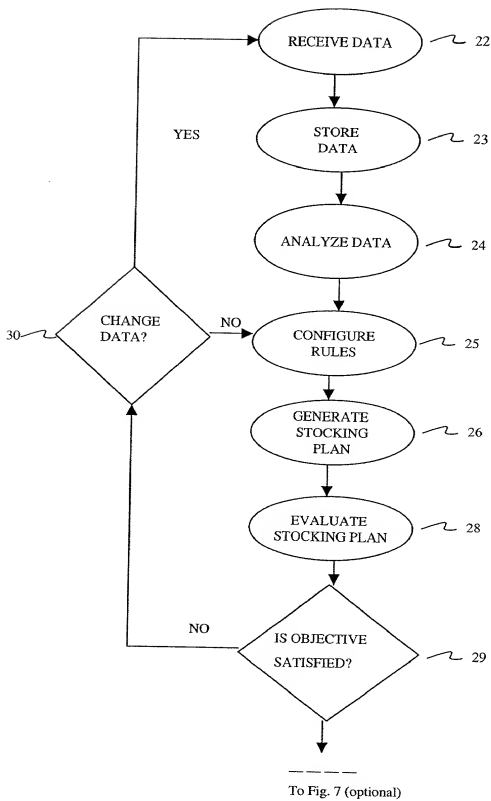 RECEIVE DATA
22
YES
STORE
DATA
23
ANALYZE DATA
24
30
CHANGE
DATA?
NO
CONFIGURE
RULES
25
GENERATE
STOCKING
PLAN
26
EVALUATE
STOCKING PLAN
28
NO
IS OBJECTIVE
SATISFIED?
29
To Fig. 7 (optional)